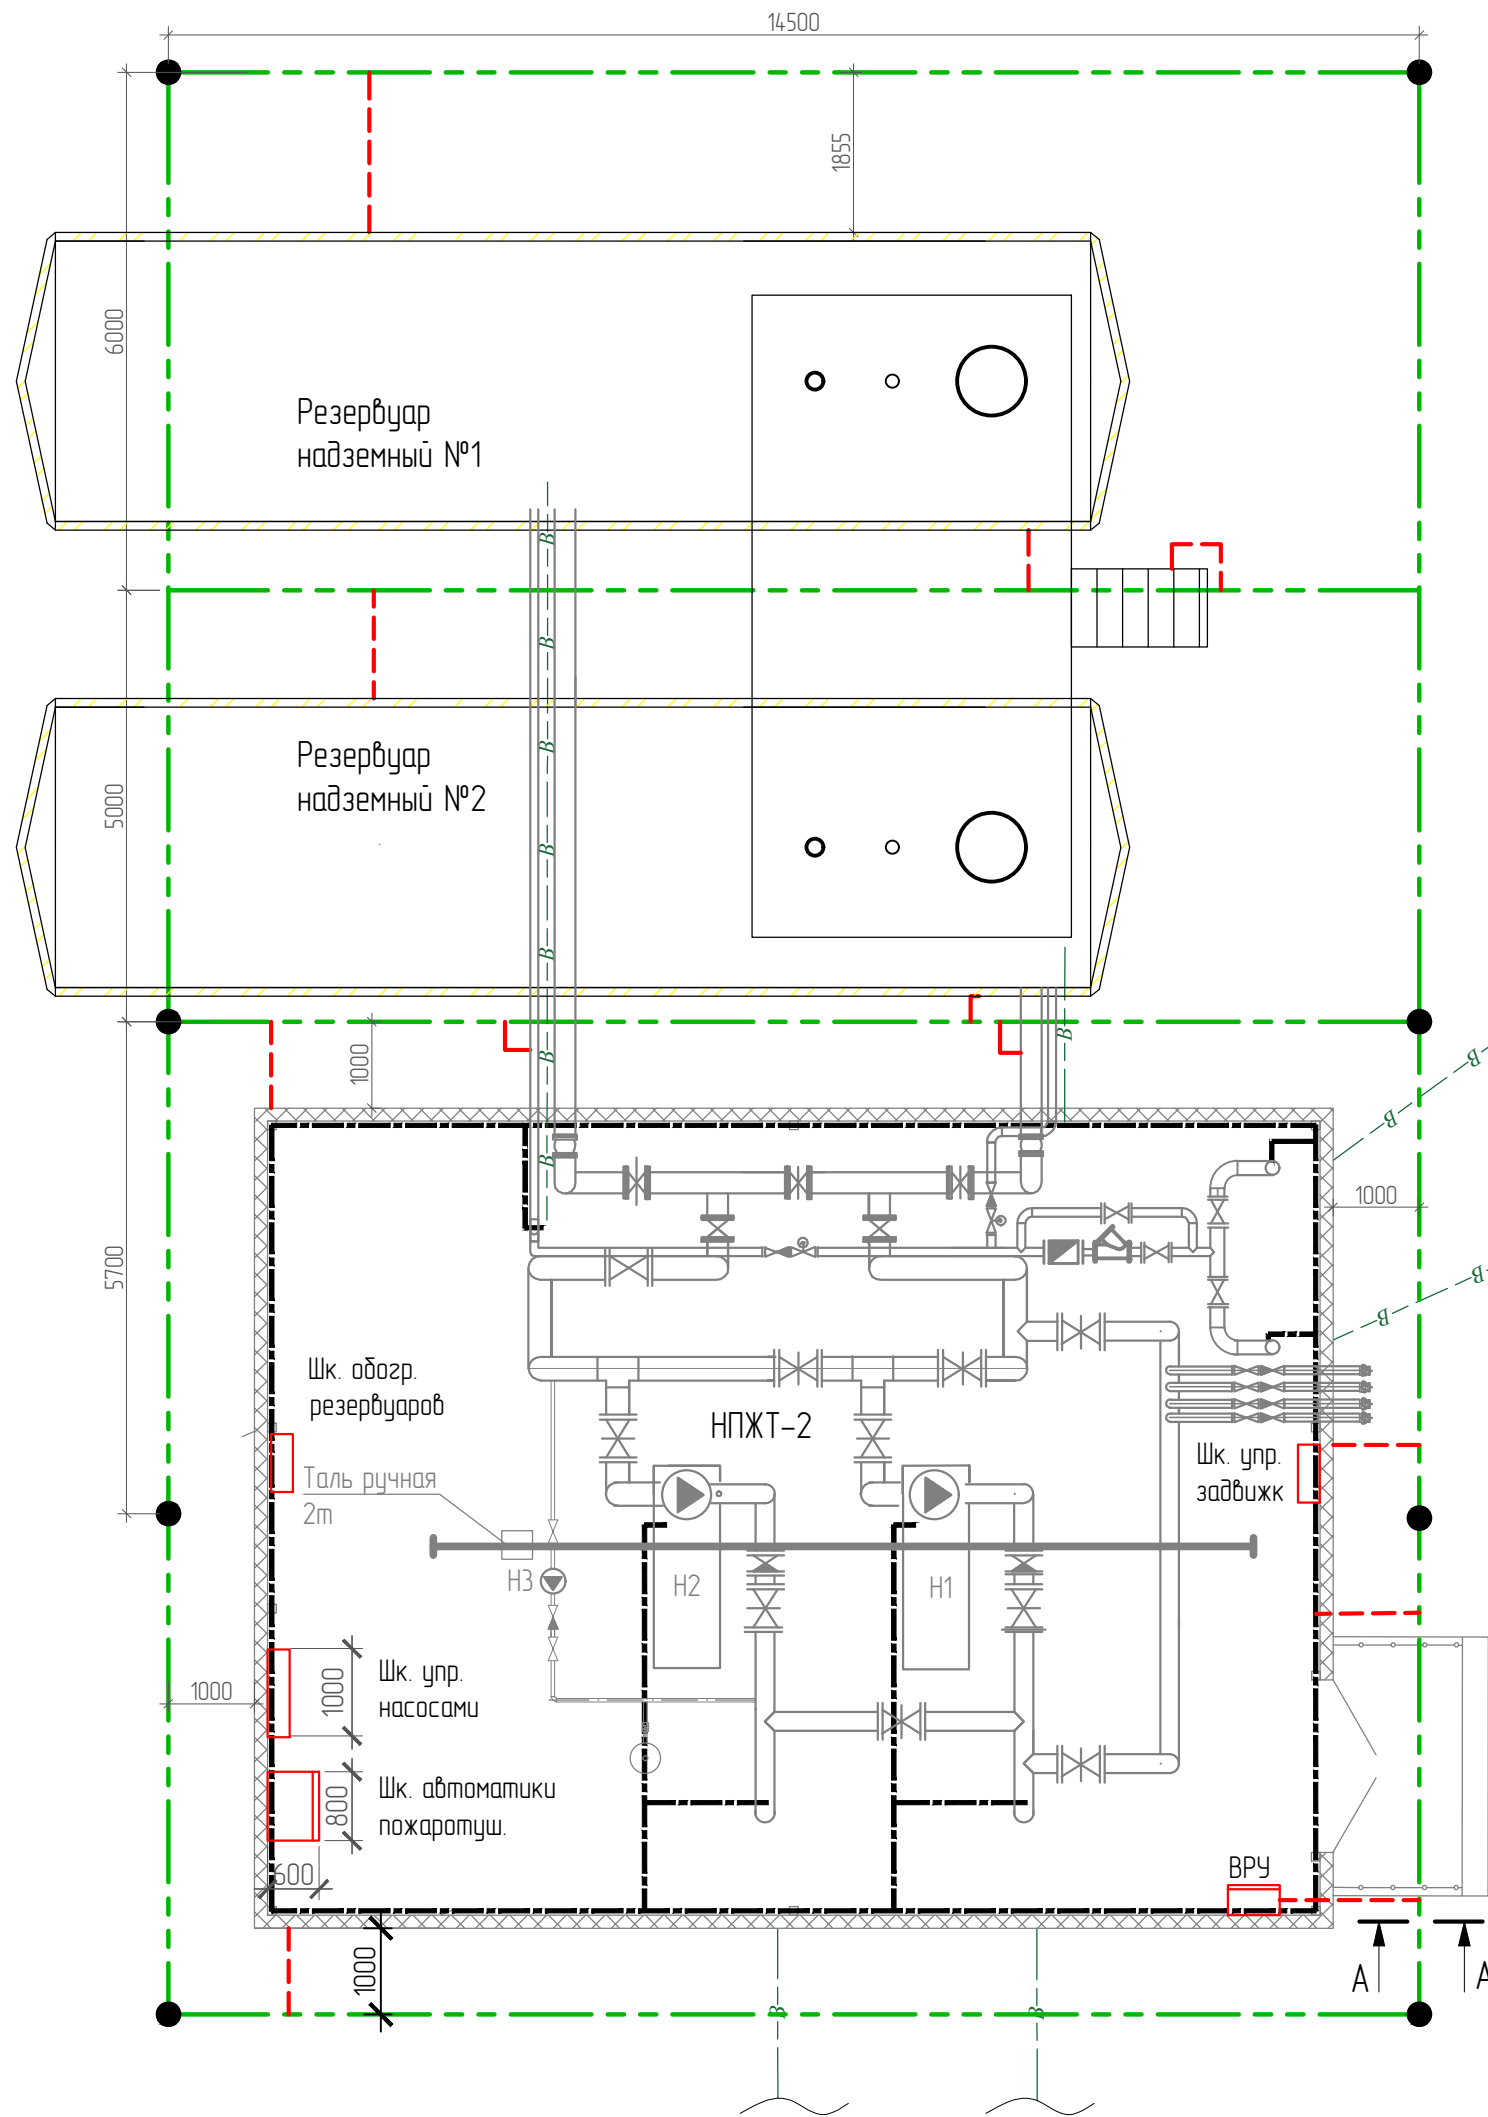 14500
1855
6000
Резервуар
надземный №1
В
В
В
Резервуар
надземный №2
5000
В
В
В
В
В
1000
В
В
В
1000
5700
В
В
Шк. обогр.
резервуаров
НПЖТ-2
Шк. упр.
задвижк
Таль ручная
2т
Н3
Н2
Н1
1000
1000
Шк. упр.
насосами
800
Шк. автоматики
пожаротуш.
600
ВРУ
1000
А
А
В
В